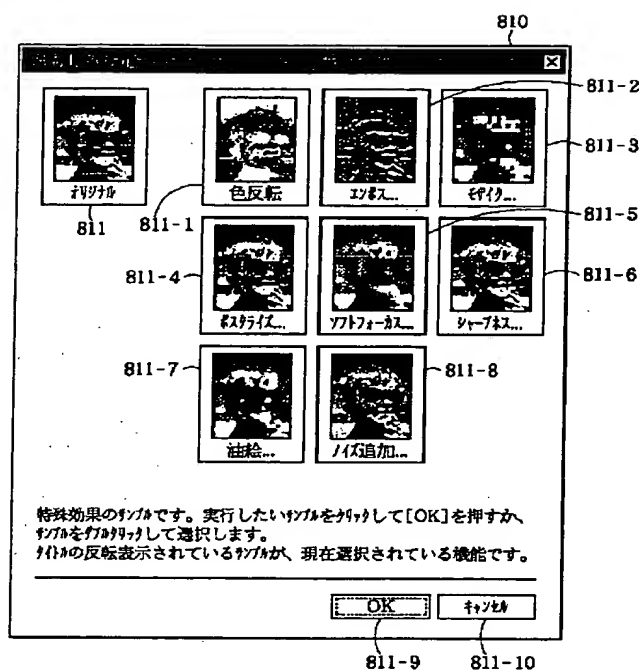 810
811-2
811-3
オリジナル
色反転
エンボス...
モザイク...
811
811-1
811-5
811-4
811-6
ポスタライズ...
ソフトフォーカス...
シャープネス...
811-7
811-8
油絵...
ノイズ追加...
特殊効果のサンプルです。実行したいサンプルをクリックして[OK]を押すか、
サンプルをダブルクリックして選択します。
タイトルの反転表示されているサンプルが、現在選択されている機能です。
OK
キャンセル
811-9
811-10